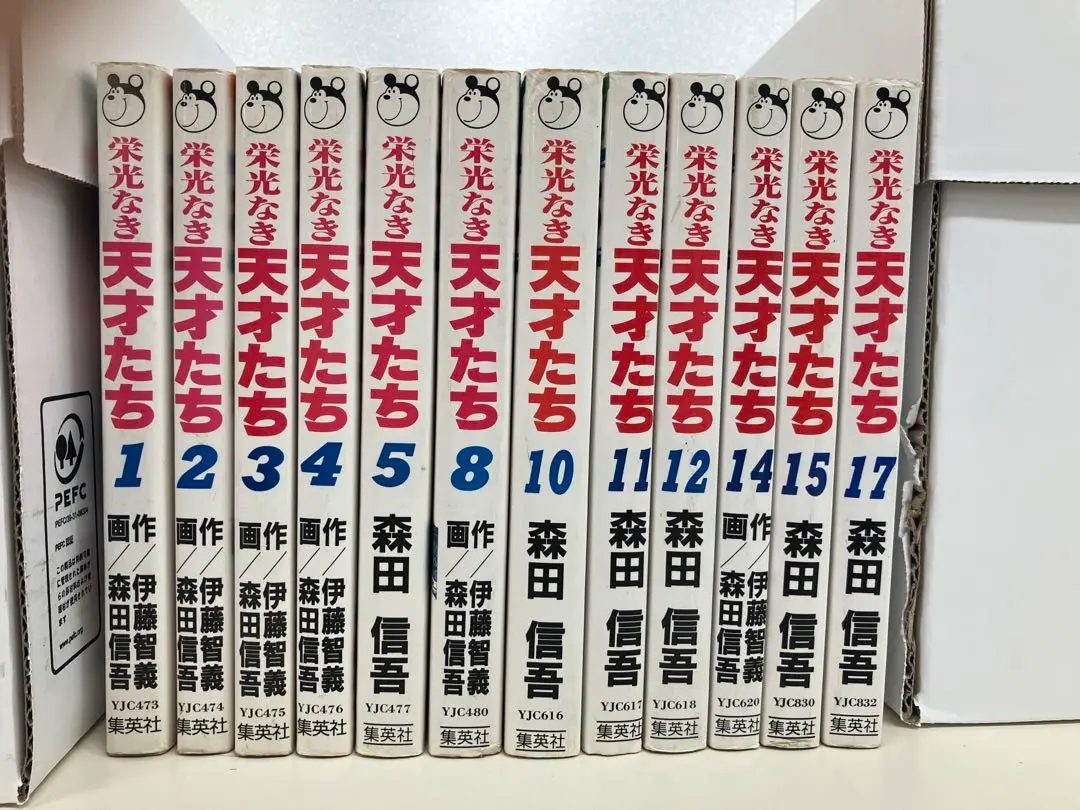 栄光なき
天才たち
1
作/伊藤智義
画/森田信吾
YJC473
集英社
栄光なき
天才たち
2
作/伊藤智義
画/森田信吾
YJC474
集英社
栄光なき
天才たち
3
作/伊藤智義
画/森田信吾
YJC475
集英社
栄光なき
天才たち
4
作/伊藤智義
画/森田信吾
YJC476
集英社
栄光なき
天才たち
5
森田 信吾
YJC477
集英社
栄光なき
天才たち
8
作/伊藤智義
画/森田信吾
YJC480
集英社
栄光なき
天才たち
10
森田 信吾
YJC616
集英社
栄光なき
天才たち
11
森田 信吾
YJC617
集英社
栄光なき
天才たち
12
森田 信吾
YJC618
集英社
栄光なき
天才たち
14
作/伊藤智義
画/森田信吾
YJC620
集英社
栄光なき
天才たち
15
森田 信吾
YJC830
集英社
栄光なき
天才たち
17
森田 信吾
YJC832
集英社
PEFC
PEFC 認証
www.pefc.org